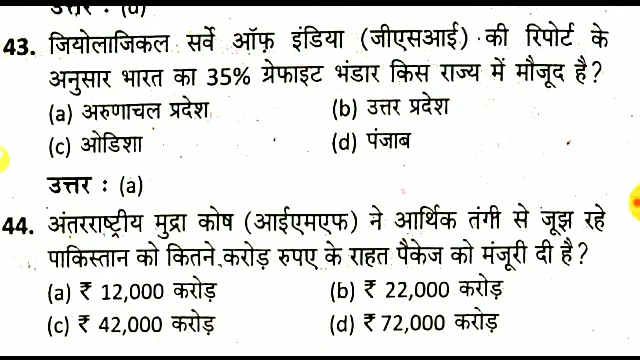 उत्तर : (d)
43. जियोलाजिकल सर्वे ऑफ इंडिया (जीएसआई) की रिपोर्ट के
अनुसार भारत का 35% ग्रेफाइट भंडार किस राज्य में मौजूद है?
(a) अरुणाचल प्रदेश (b) उत्तर प्रदेश
(c) ओडिशा (d) पंजाब
उत्तर : (a)
44. अंतरराष्ट्रीय मुद्रा कोष (आईएमएफ) ने आर्थिक तंगी से जूझ रहे
पाकिस्तान को कितने करोड़ रुपए के राहत पैकेज को मंजूरी दी है?
(a) ₹ 12,000 करोड़ (b) ₹ 22,000 करोड़
(c) ₹ 42,000 करोड़ (d) ₹ 72,000 करोड़